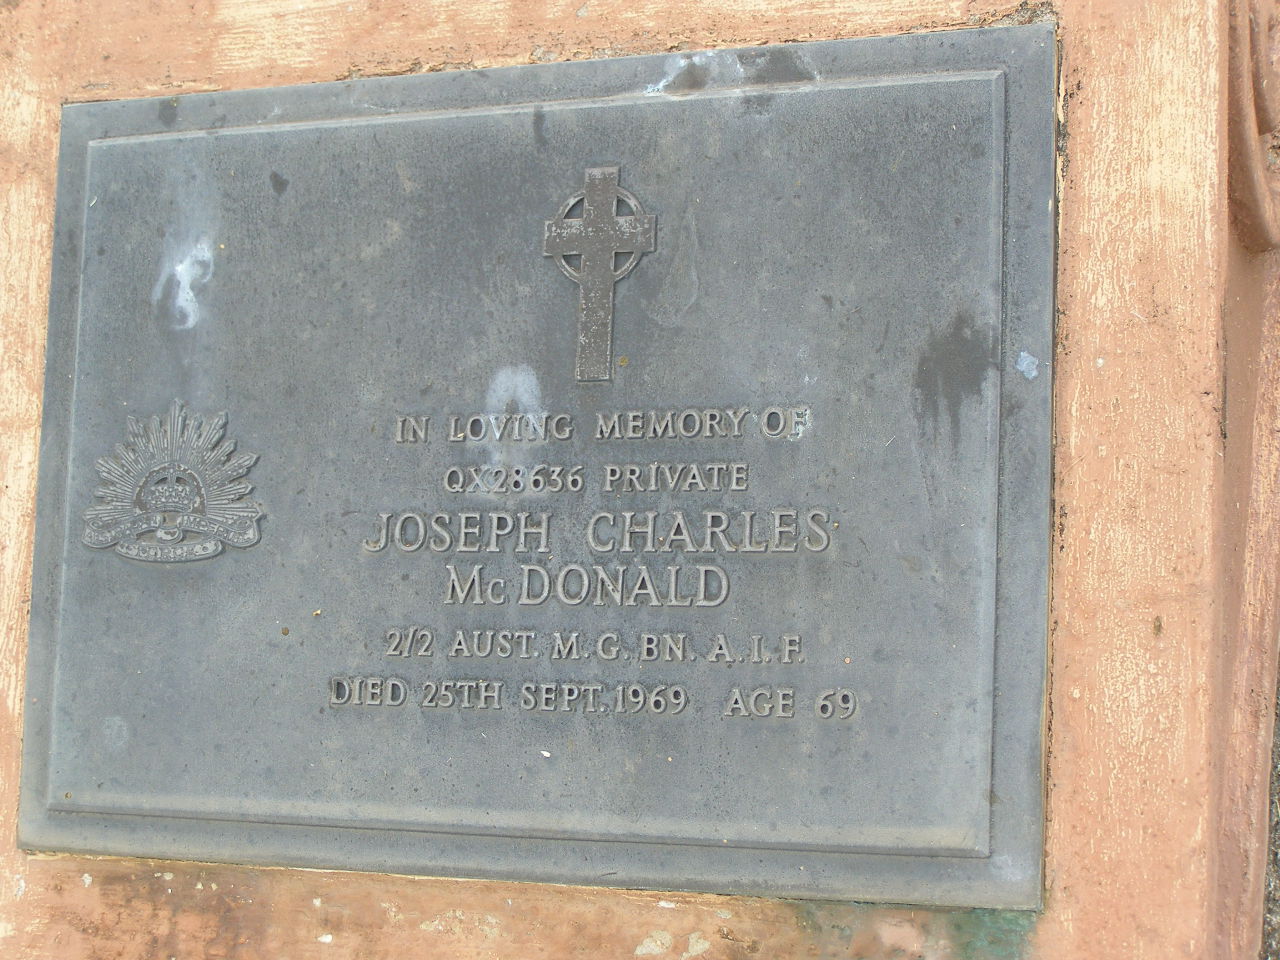 IN LOVING MEMORY OF
QX28636 PRIVATE
JOSEPH CHARLES
McDONALD
2/2 AUST. M.G.BN. A.I.F.
DIED 25TH SEPT.1969 AGE 69